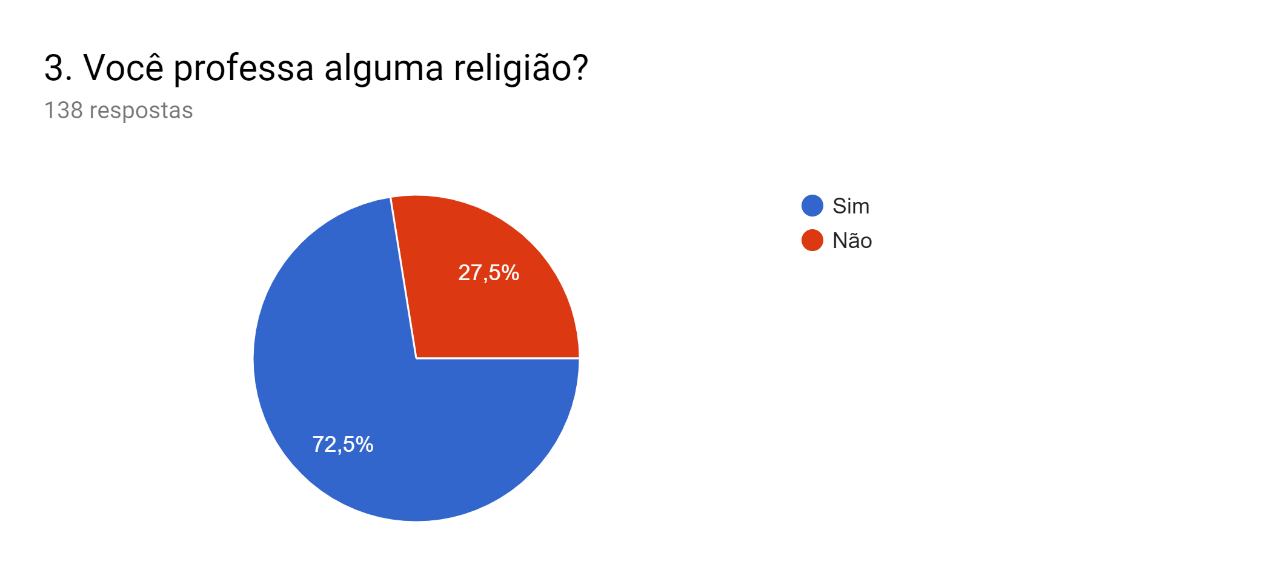 3. Você professa alguma religião?
138 respostas
Sim
Não
27,5%
72,5%